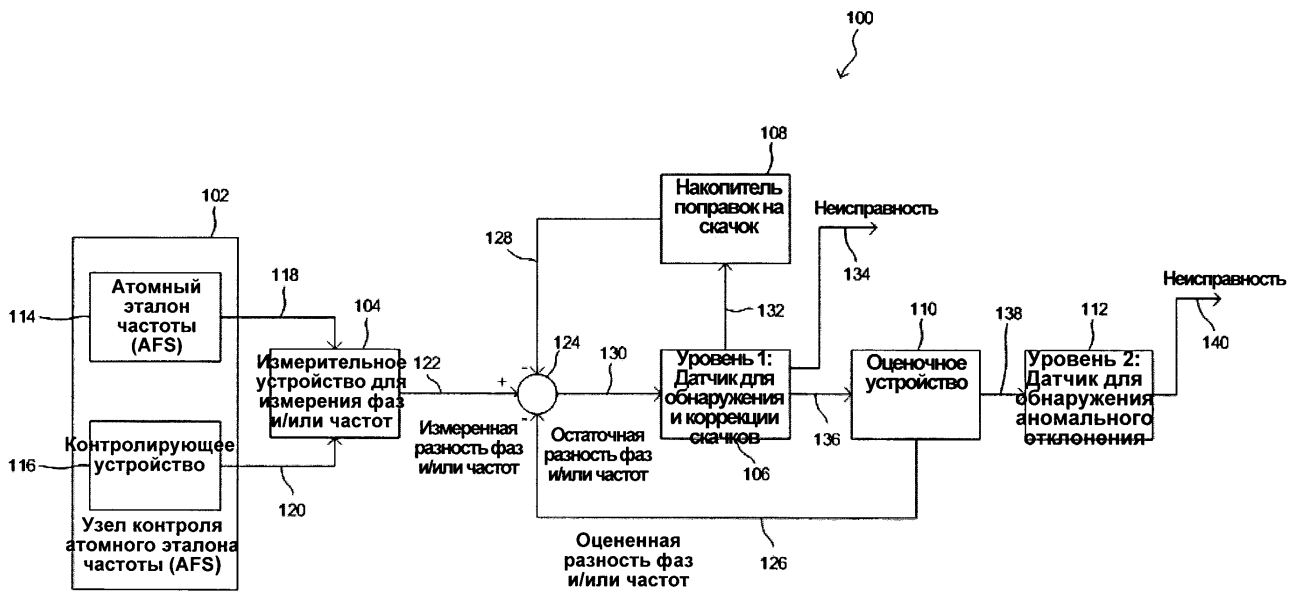 100
108
Накопитель
поправок на
скачок
Неисправность
134
128
132
Неисправность
140
102
Атомный
эталон
частоты
(AFS)
114
118
104
Измерительное
устройство для
измерения фаз
и/или частот
122
Контролирующее
устройство
116
120
Узел контроля
атомного эталона
частоты (AFS)
+
-
-
124
130
Измеренная
разность фаз
и/или частот
Остаточная
разность фаз
и/или частот
Уровень 1:
Датчик для
обнаружения
и коррекции
скачков
106
136
110
Оценочное
устройство
138
112
Уровень 2:
Датчик для
обнаружения
аномального
отклонения
Оцененная
разность фаз
и/или частот
126